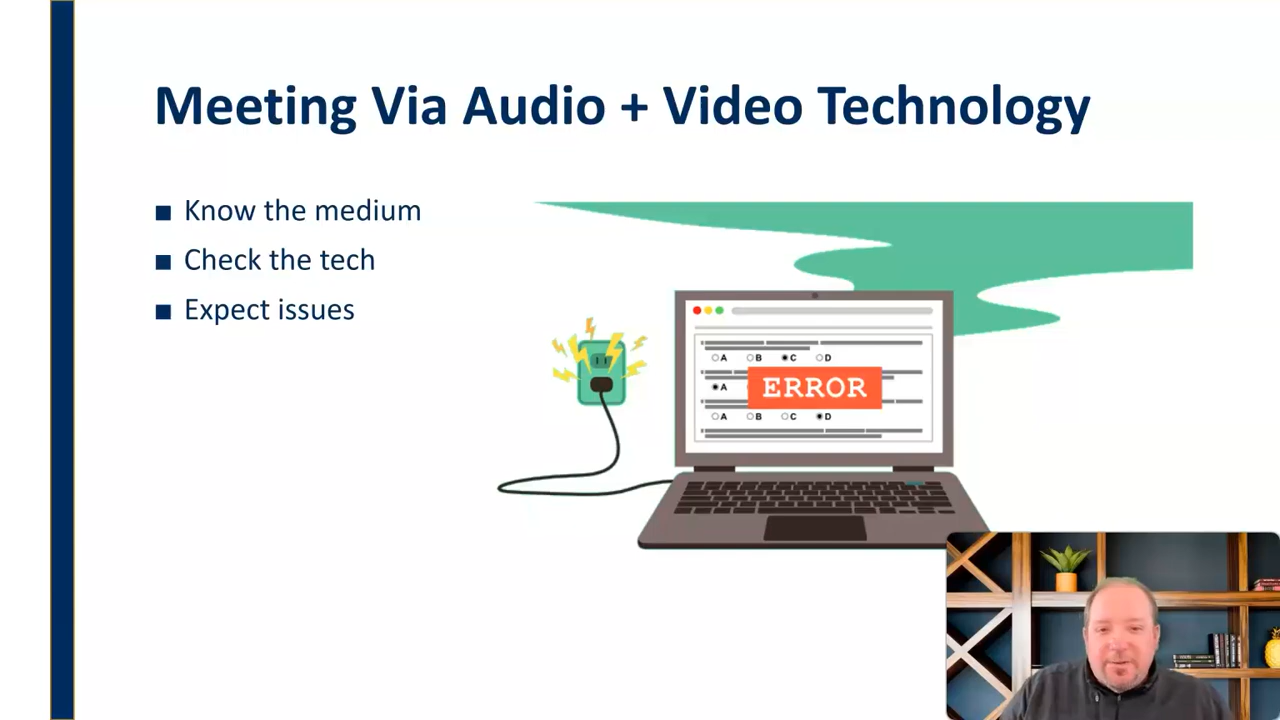 Meeting Via Audio + Video Technology
Know the medium
Check the tech
Expect issues
A B C D
A
ERROR
A B C D